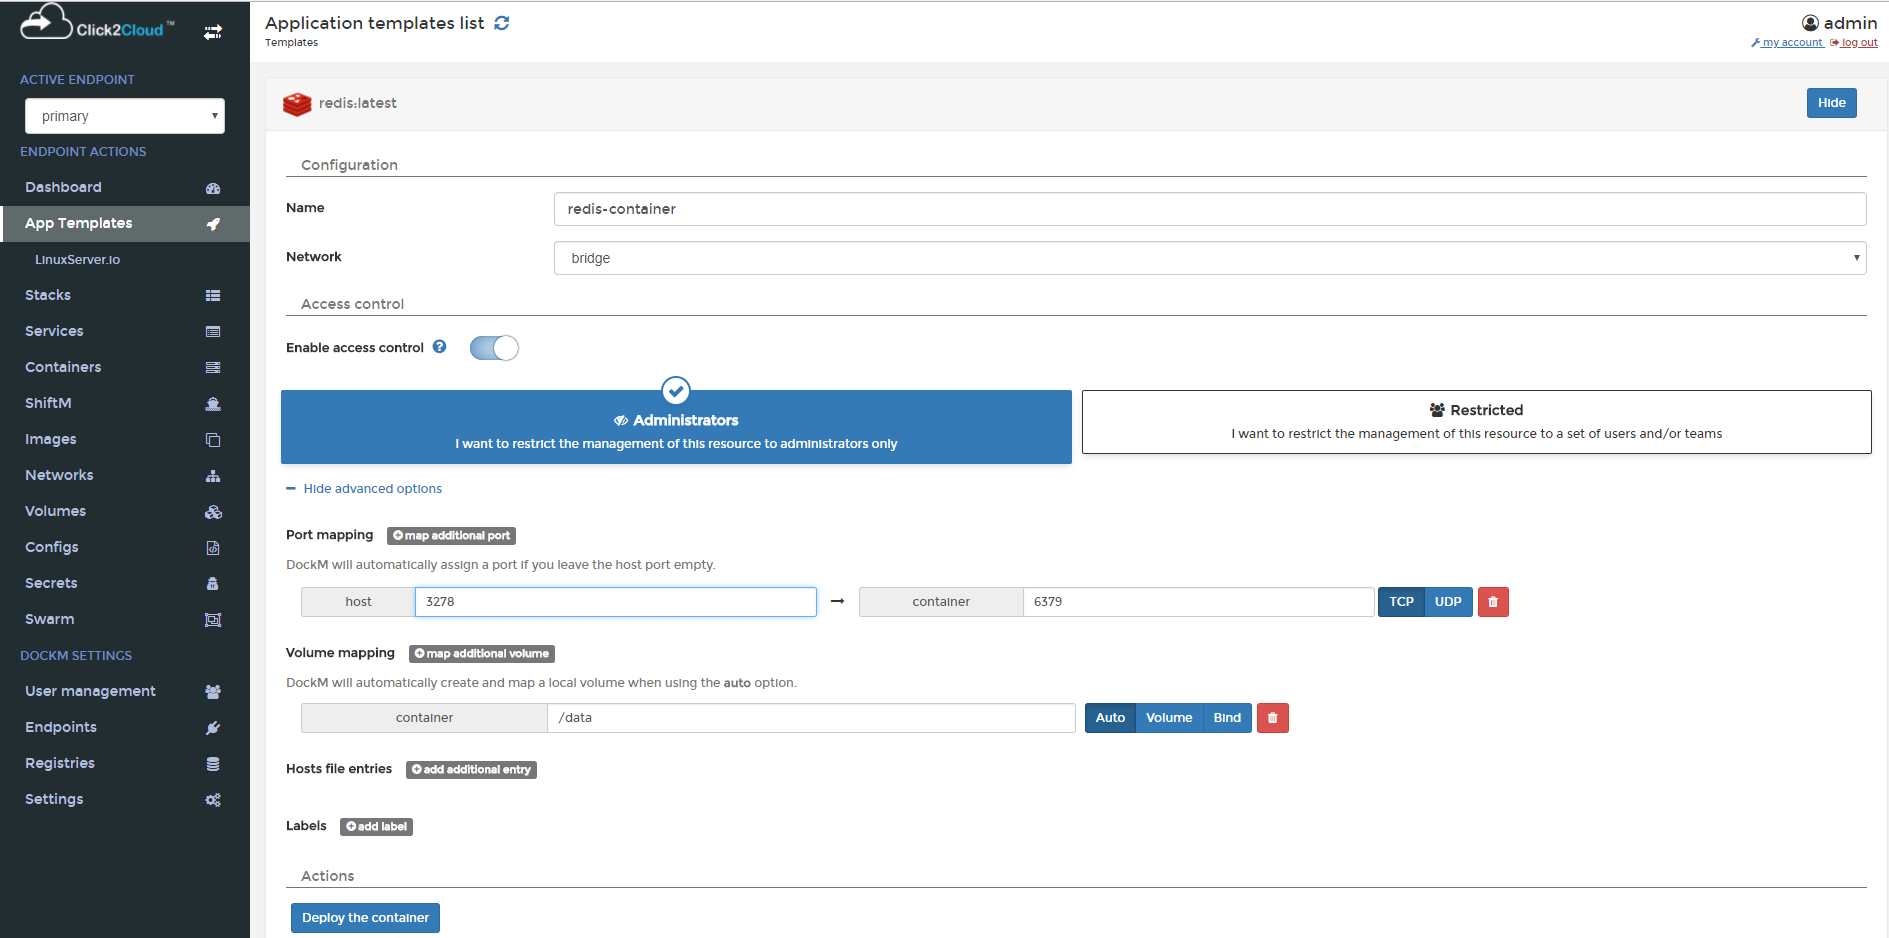 Click2Cloud™
ACTIVE ENDPOINT
primary
ENDPOINT ACTIONS
Dashboard
App Templates
LinuxServer.io
Stacks
Services
Containers
ShiftM
Images
Networks
Volumes
Configs
Secrets
Swarm
DOCKM SETTINGS
User management
Endpoints
Registries
Settings
Application templates list
Templates
admin
my account log out
redis:latest
Hide
Configuration
Name redis-container
Network bridge
Access control
Enable access control
Administrators
I want to restrict the management of this resource to administrators only
Restricted
I want to restrict the management of this resource to a set of users and/or teams
Hide advanced options
Port mapping map additional port
DockM will automatically assign a port if you leave the host port empty.
host 3278 → container 6379 TCP UDP
Volume mapping map additional volume
DockM will automatically create and map a local volume when using the auto option.
container /data Auto Volume Bind
Hosts file entries add additional entry
Labels add label
Actions
Deploy the container